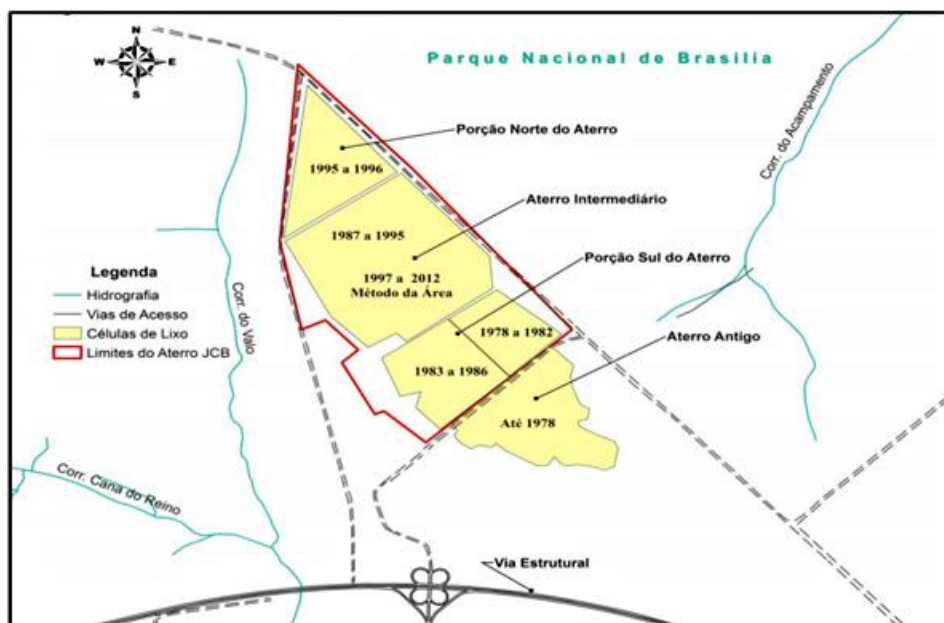 N
W E
S
Parque Nacional de Brasilia
Corr. do Acampamento
Porção Norte do Aterro
1995 a 1996
Aterro Intermediário
1987 a 1995
Porção Sul do Aterro
1997 a 2012
Método da Área
Legenda
Hidrografia
Vias de Acesso
Células de Lixo
Limites do Aterro JCB
Corr. do Valo
1978 a 1982
Aterro Antigo
1983 a 1986
Até 1978
Corr. Cana do Reino
Via Estrutural